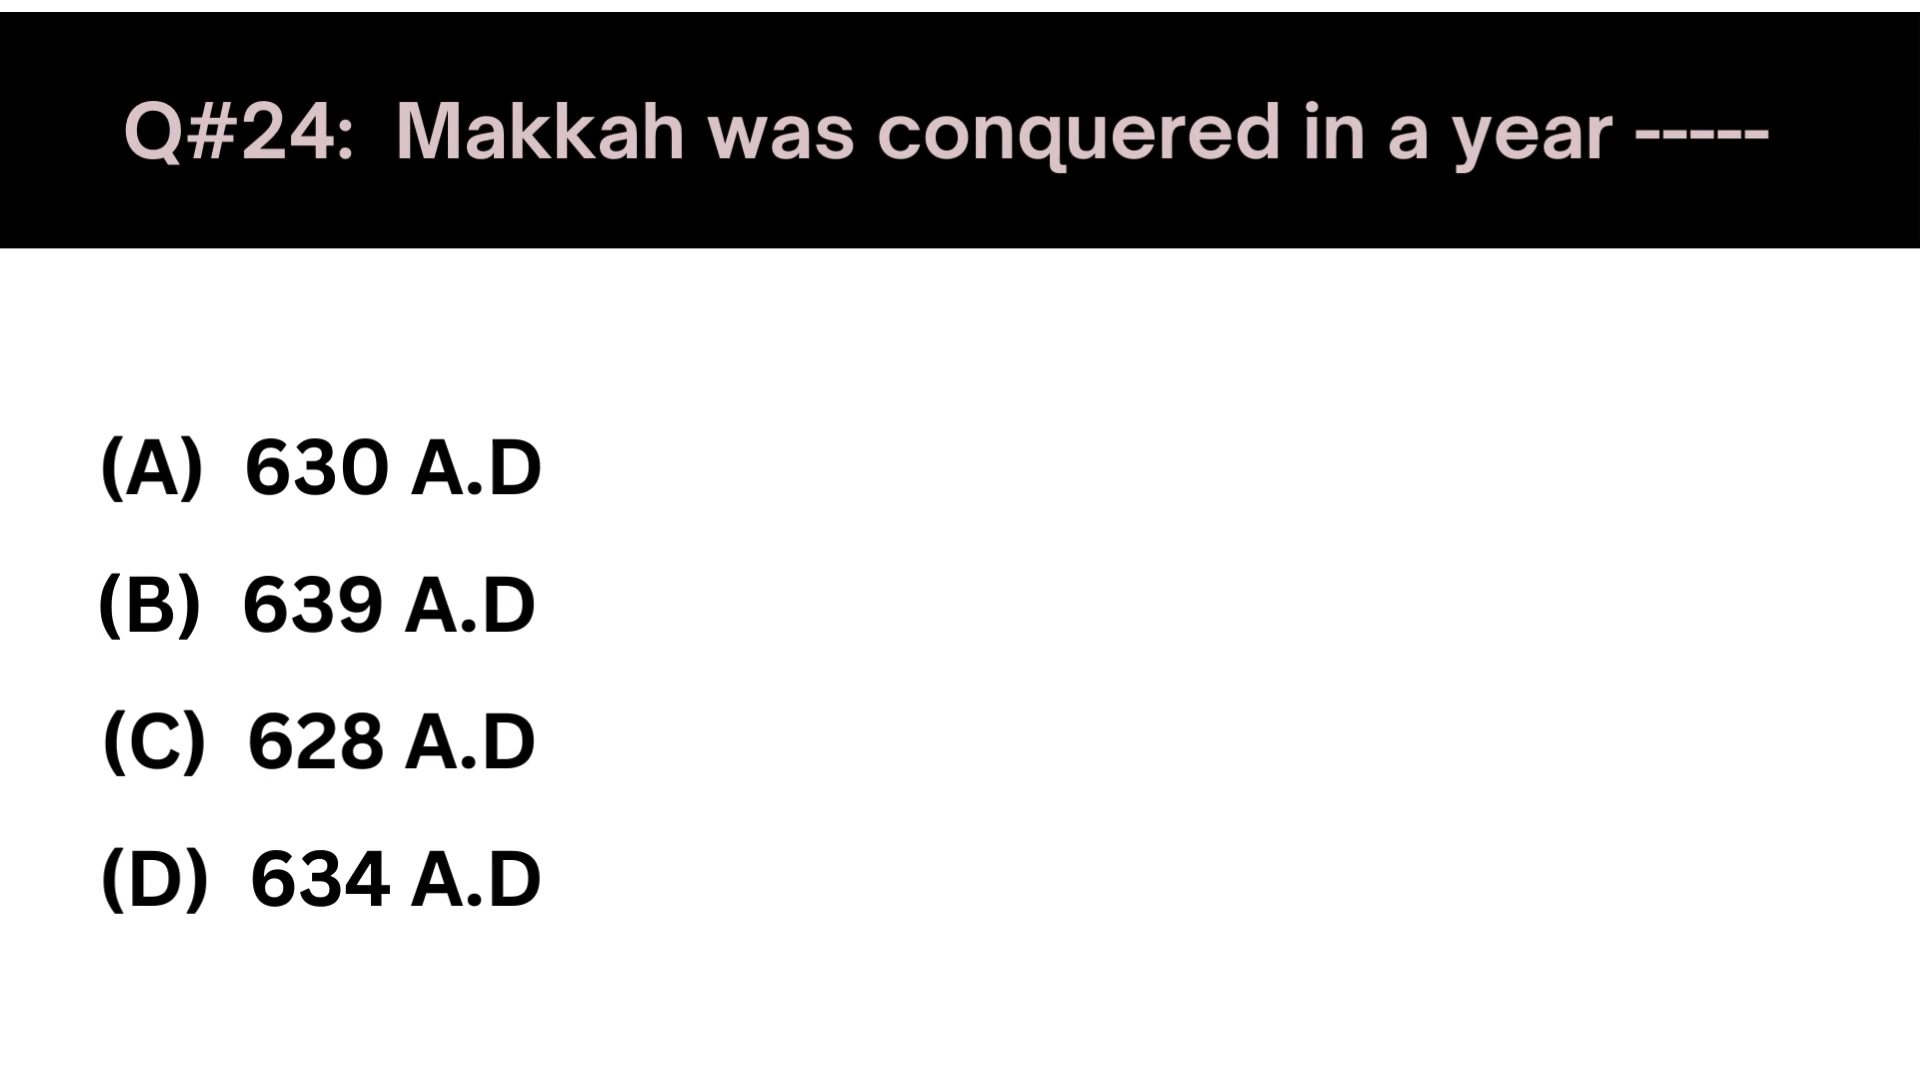 Q#24: Makkah was conquered in a year -----
(A) 630 A.D
(B) 639 A.D
(C) 628 A.D
(D) 634 A.D